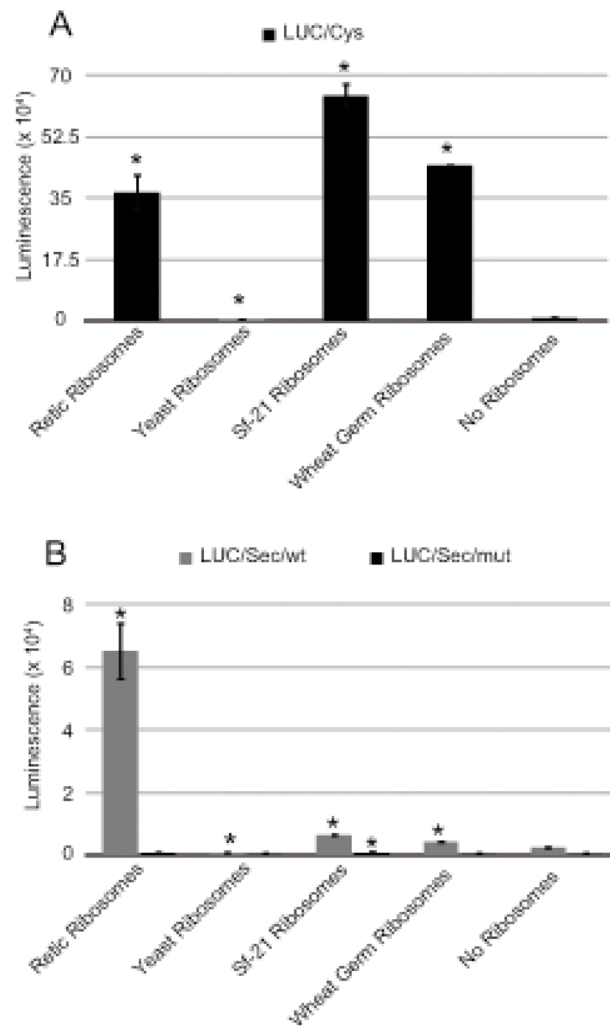 A
LUC/Cys
*
70
*
52.5
*
35
17.5
*
0
Luminescence (x 10⁴)
Retic Ribosomes
Yeast Ribosomes
Sf-21 Ribosomes
Wheat Germ Ribosomes
No Ribosomes
B
LUC/Sec/wt LUC/Sec/mut
8
*
6
4
2
*
*
*
*
0
Luminescence (x 10⁴)
Retic Ribosomes
Yeast Ribosomes
Sf-21 Ribosomes
Wheat Germ Ribosomes
No Ribosomes